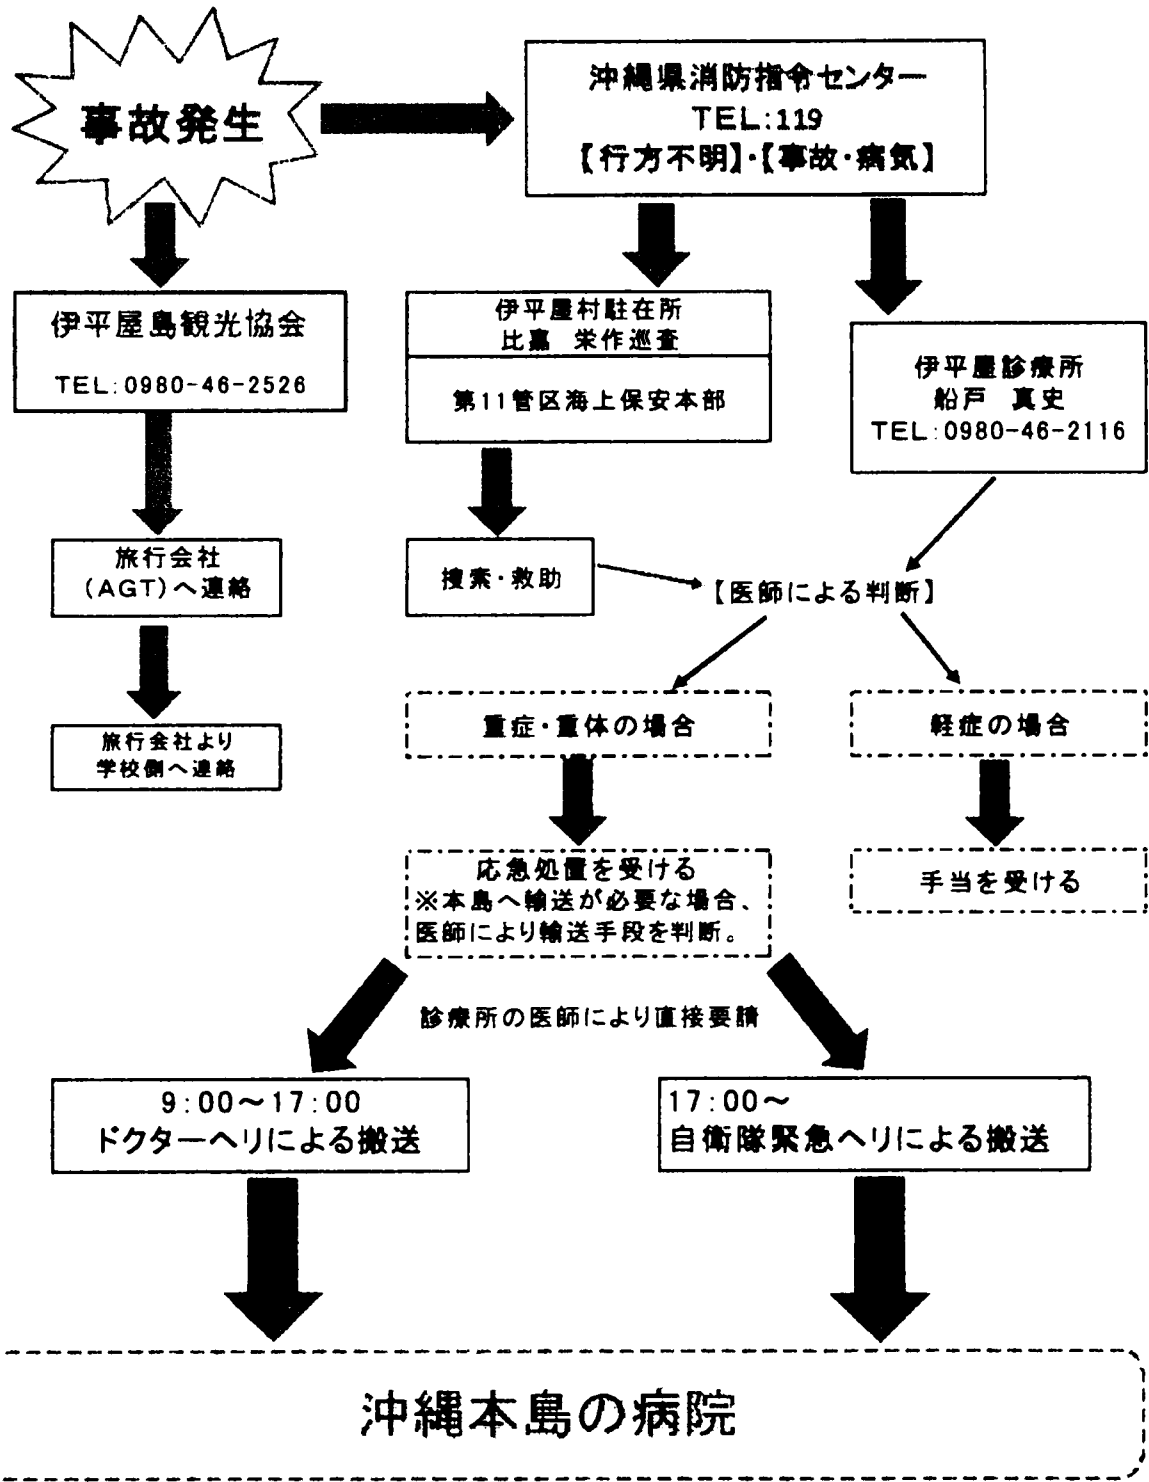 事故発生
沖縄県消防指令センター
TEL:119
【行方不明】・【事故・病気】
伊平屋島観光協会
TEL:0980-46-2526
伊平屋村駐在所
比嘉 栄作巡査
第11管区海上保安本部
伊平屋診療所
船戸 真史
TEL:0980-46-2116
旅行会社
(AGT)へ連絡
捜索・救助
【医師による判断】
旅行会社より
学校側へ連絡
重症・重体の場合
軽症の場合
応急処置を受ける
※本島へ輸送が必要な場合、
医師により輸送手段を判断。
手当を受ける
診療所の医師により直接要請
9:00～17:00
ドクターヘリによる搬送
17:00～
自衛隊緊急ヘリによる搬送
沖縄本島の病院